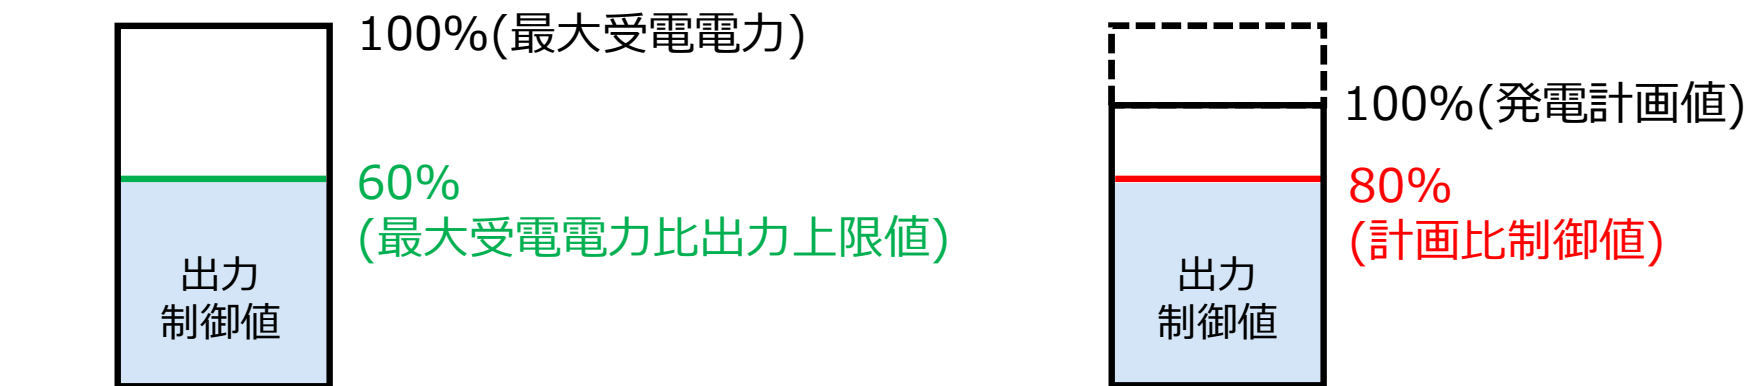 100%(最大受電電力)
60%
(最大受電電力比出力上限値)
出力
制御値
100%(発電計画値)
80%
(計画比制御値)
出力
制御値